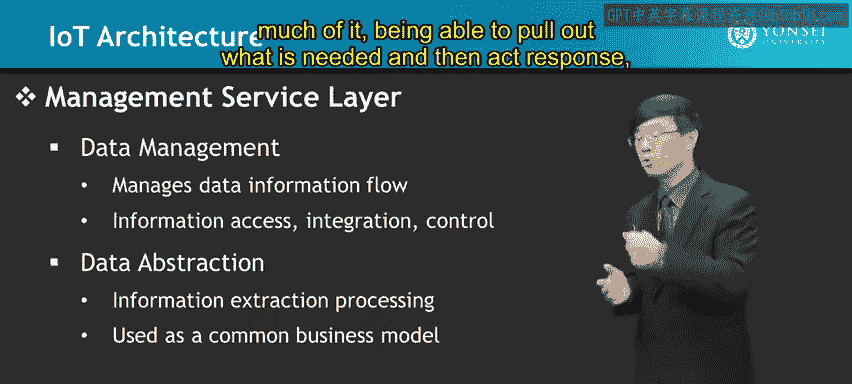 IoT Architecture
much of it, being able to pull out
what is needed and then act response,
YONSEI
UNIVERSITY
❖ Management Service Layer
▪ Data Management
• Manages data information flow
• Information access, integration, control
▪ Data Abstraction
• Information extraction processing
• Used as a common business model